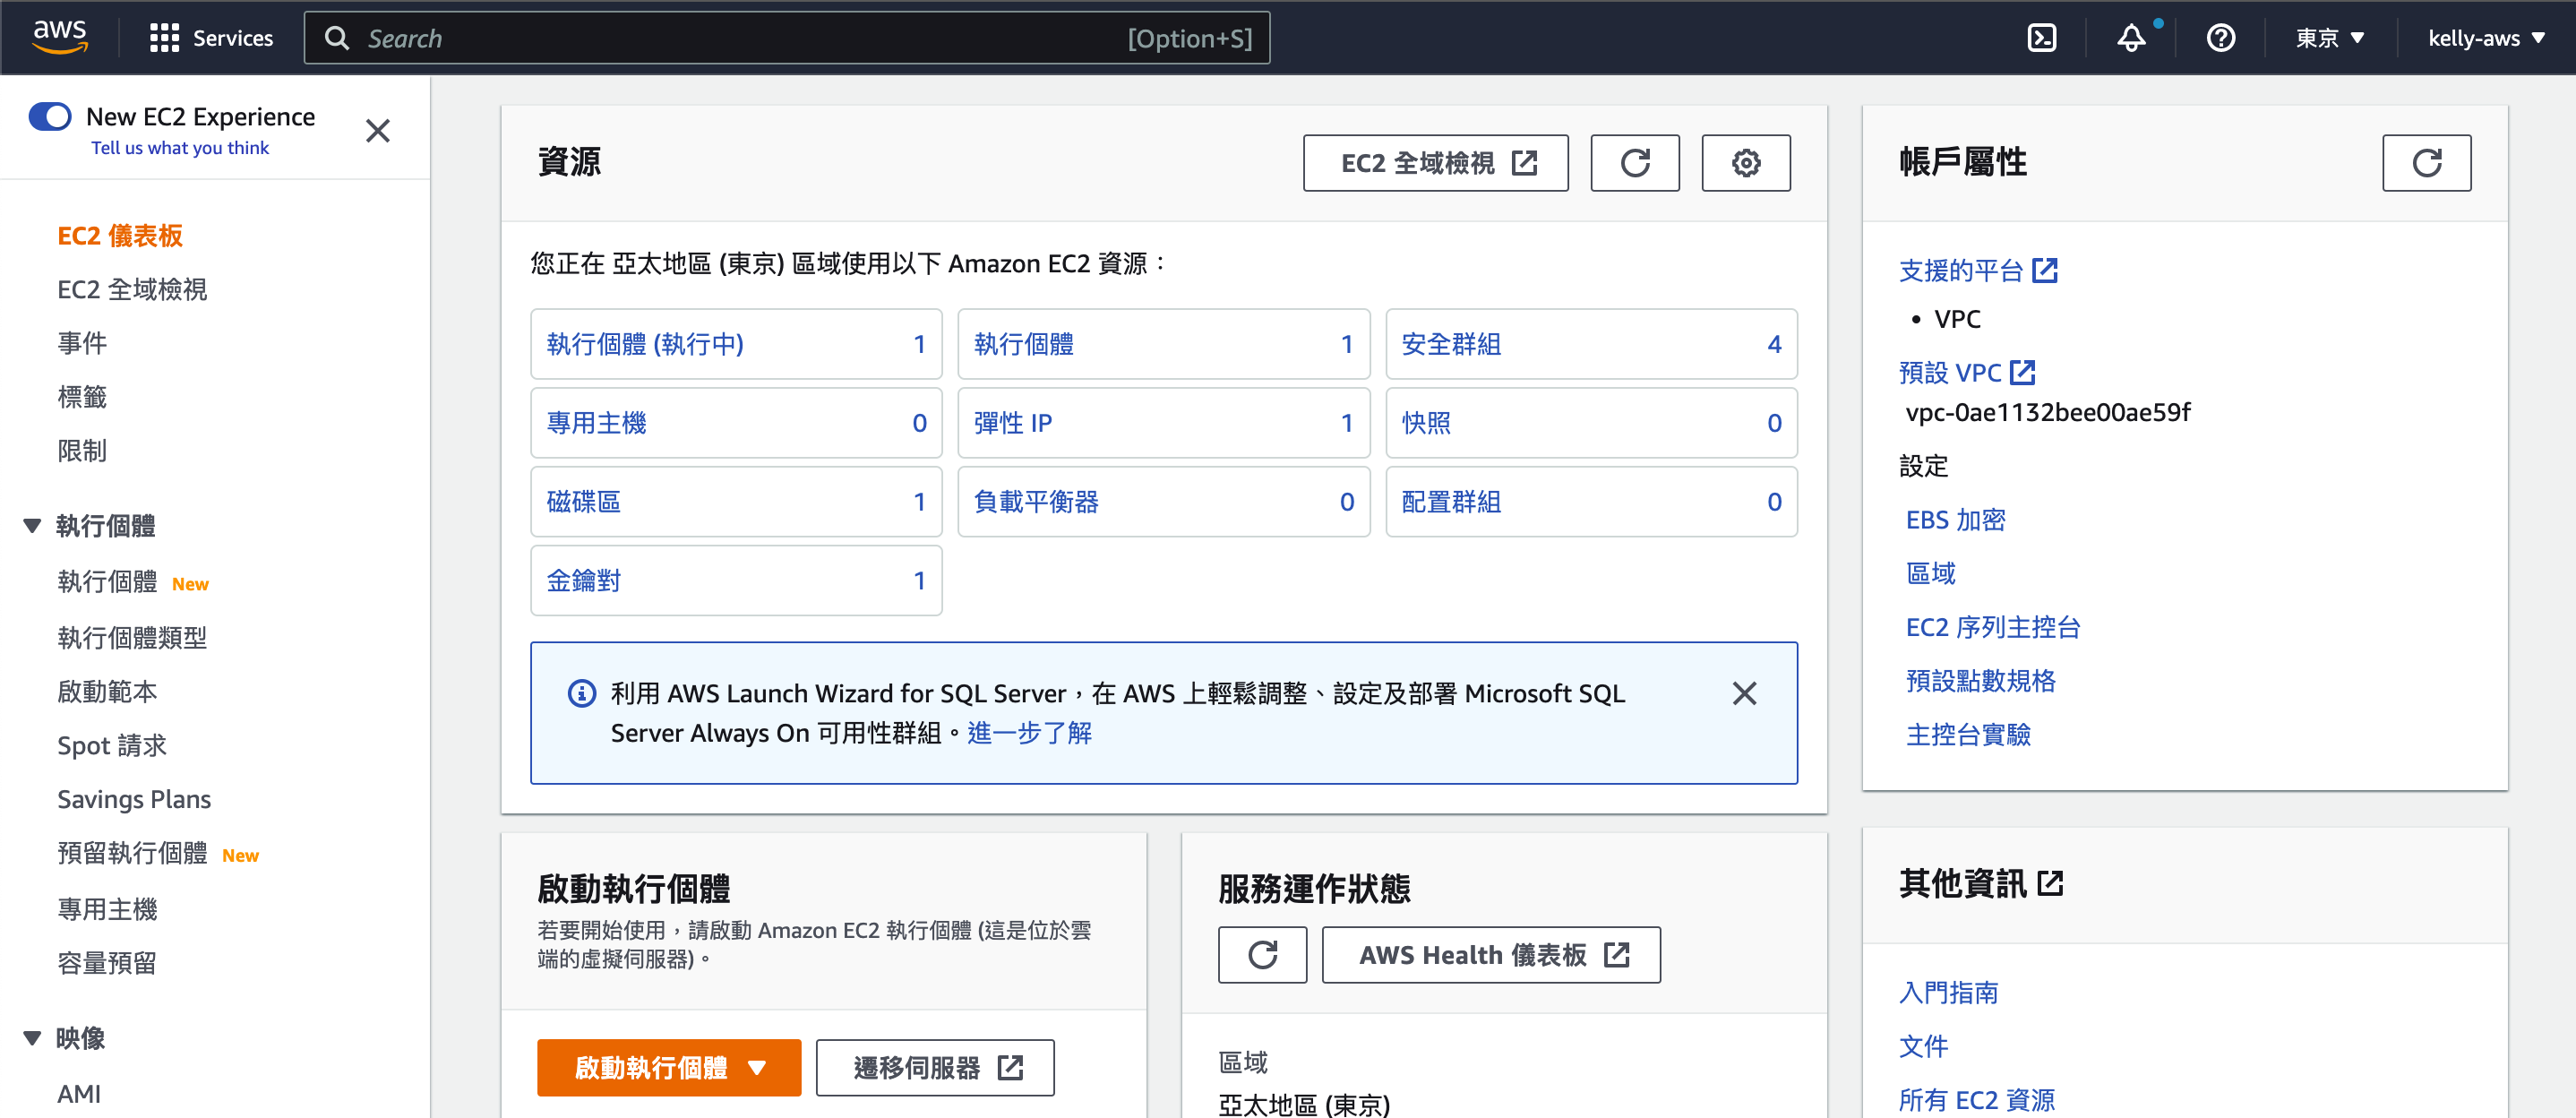 aws
Services
Search
[Option+S]
東京
kelly-aws
New EC2 Experience
Tell us what you think
EC2 儀表板
EC2 全域檢視
事件
標籤
限制
執行個體
執行個體 New
執行個體類型
啟動範本
Spot 請求
Savings Plans
預留執行個體 New
專用主機
容量預留
映像
AMI
資源
EC2 全域檢視
您正在 亞太地區 (東京) 區域使用以下 Amazon EC2 資源：
執行個體 (執行中) 1
執行個體 1
安全群組 4
專用主機 0
彈性 IP 1
快照 0
磁碟區 1
負載平衡器 0
配置群組 0
金鑰對 1
利用 AWS Launch Wizard for SQL Server，在 AWS 上輕鬆調整、設定及部署 Microsoft SQL
Server Always On 可用性群組。進一步了解
啟動執行個體
若要開始使用，請啟動 Amazon EC2 執行個體 (這是位於雲
端的虛擬伺服器)。
啟動執行個體
遷移伺服器
服務運作狀態
AWS Health 儀表板
區域
亞太地區 (東京)
帳戶屬性
支援的平台
• VPC
預設 VPC
vpc-0ae1132bee00ae59f
設定
EBS 加密
區域
EC2 序列主控台
預設點數規格
主控台實驗
其他資訊
入門指南
文件
所有 EC2 資源